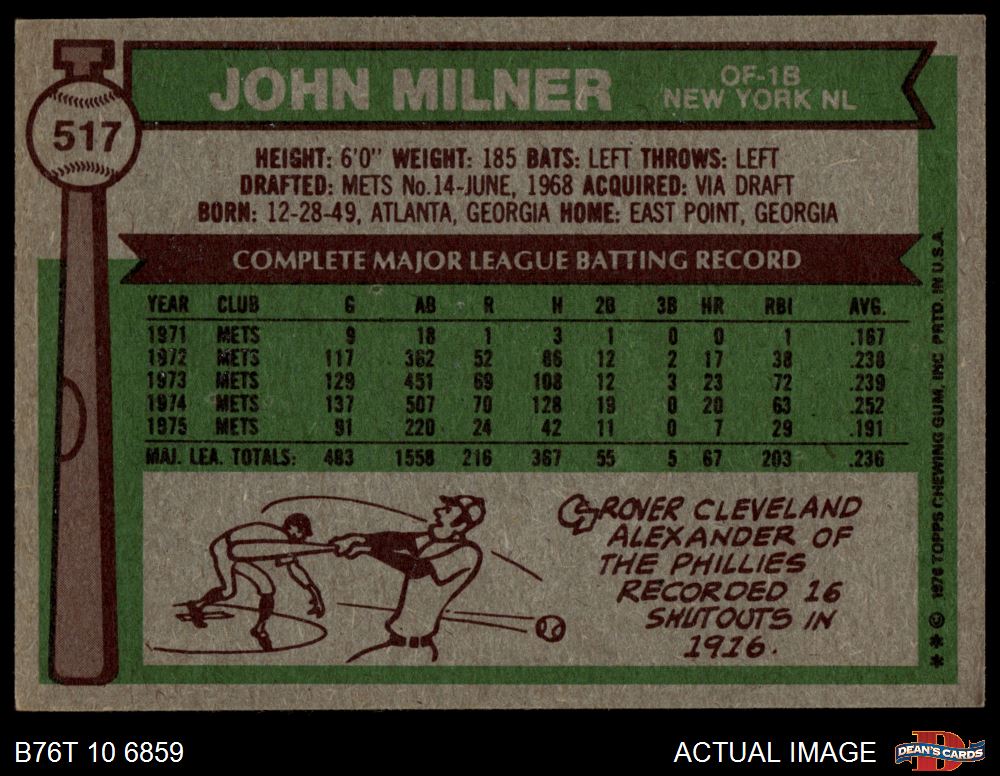 517
JOHN MILNER OF-1B
NEW YORK NL
HEIGHT: 6'0" WEIGHT: 185 BATS: LEFT THROWS: LEFT
DRAFTED: METS No.14-JUNE, 1968 ACQUIRED: VIA DRAFT
BORN: 12-28-49, ATLANTA, GEORGIA HOME: EAST POINT, GEORGIA
COMPLETE MAJOR LEAGUE BATTING RECORD
YEAR CLUB G AB R H 2B 3B HR RBI AVG.
1971 METS 9 18 1 3 1 0 0 1 .167
1972 METS 117 362 52 86 12 2 17 38 .238
1973 METS 129 451 69 108 12 3 23 72 .239
1974 METS 137 507 70 128 19 0 20 63 .252
1975 METS 91 220 24 42 11 0 7 29 .191
MAJ. LEA. TOTALS: 483 1558 216 367 55 5 67 203 .236
GROVER CLEVELAND
ALEXANDER OF
THE PHILLIES
RECORDED 16
SHUTOUTS IN
1916.
* * © 1976 TOPPS CHEWING GUM, INC PRTD. IN U.S.A.
B76T 10 6859
ACTUAL IMAGE
D
DEAN'S CARDS